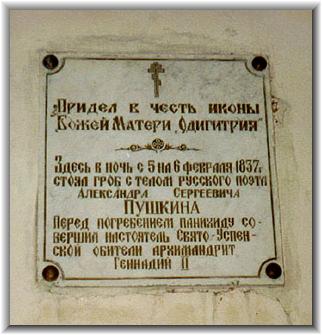 „Придел в честь иконы
Божей Матери „Одигитрия"
Здесь в ночь с 5 на 6 февраля 1837г.
стоял гроб с телом русского поэта
Александра Сергеевича
ПУШКИНА
Перед погребением панихиду со-
вершил настоятель Свято-Успен-
ской обители архимандрит
Геннадий II